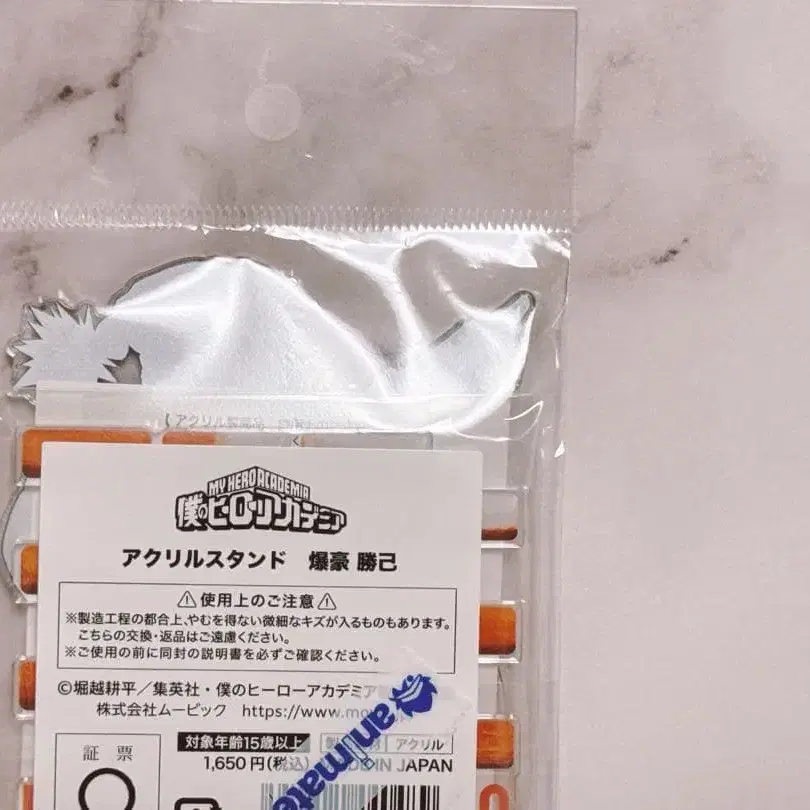 MY HERO ACADEMIA
僕のヒーローアカデミア
アクリルスタンド 爆豪 勝己
⚠使用上のご注意⚠
※製造工程の都合上、やむを得ない微細なキズが入るものもあります。
こちらの交換・返品はご遠慮ください。
※ご使用の前に同封の説明書を必ずご確認ください。
©堀越耕平／集英社・僕のヒーローアカデミア
株式会社ムービック https://www.mo
証票
対象年齢15歳以上
アクリル
1,650円(税込)
IN JAPAN
animate